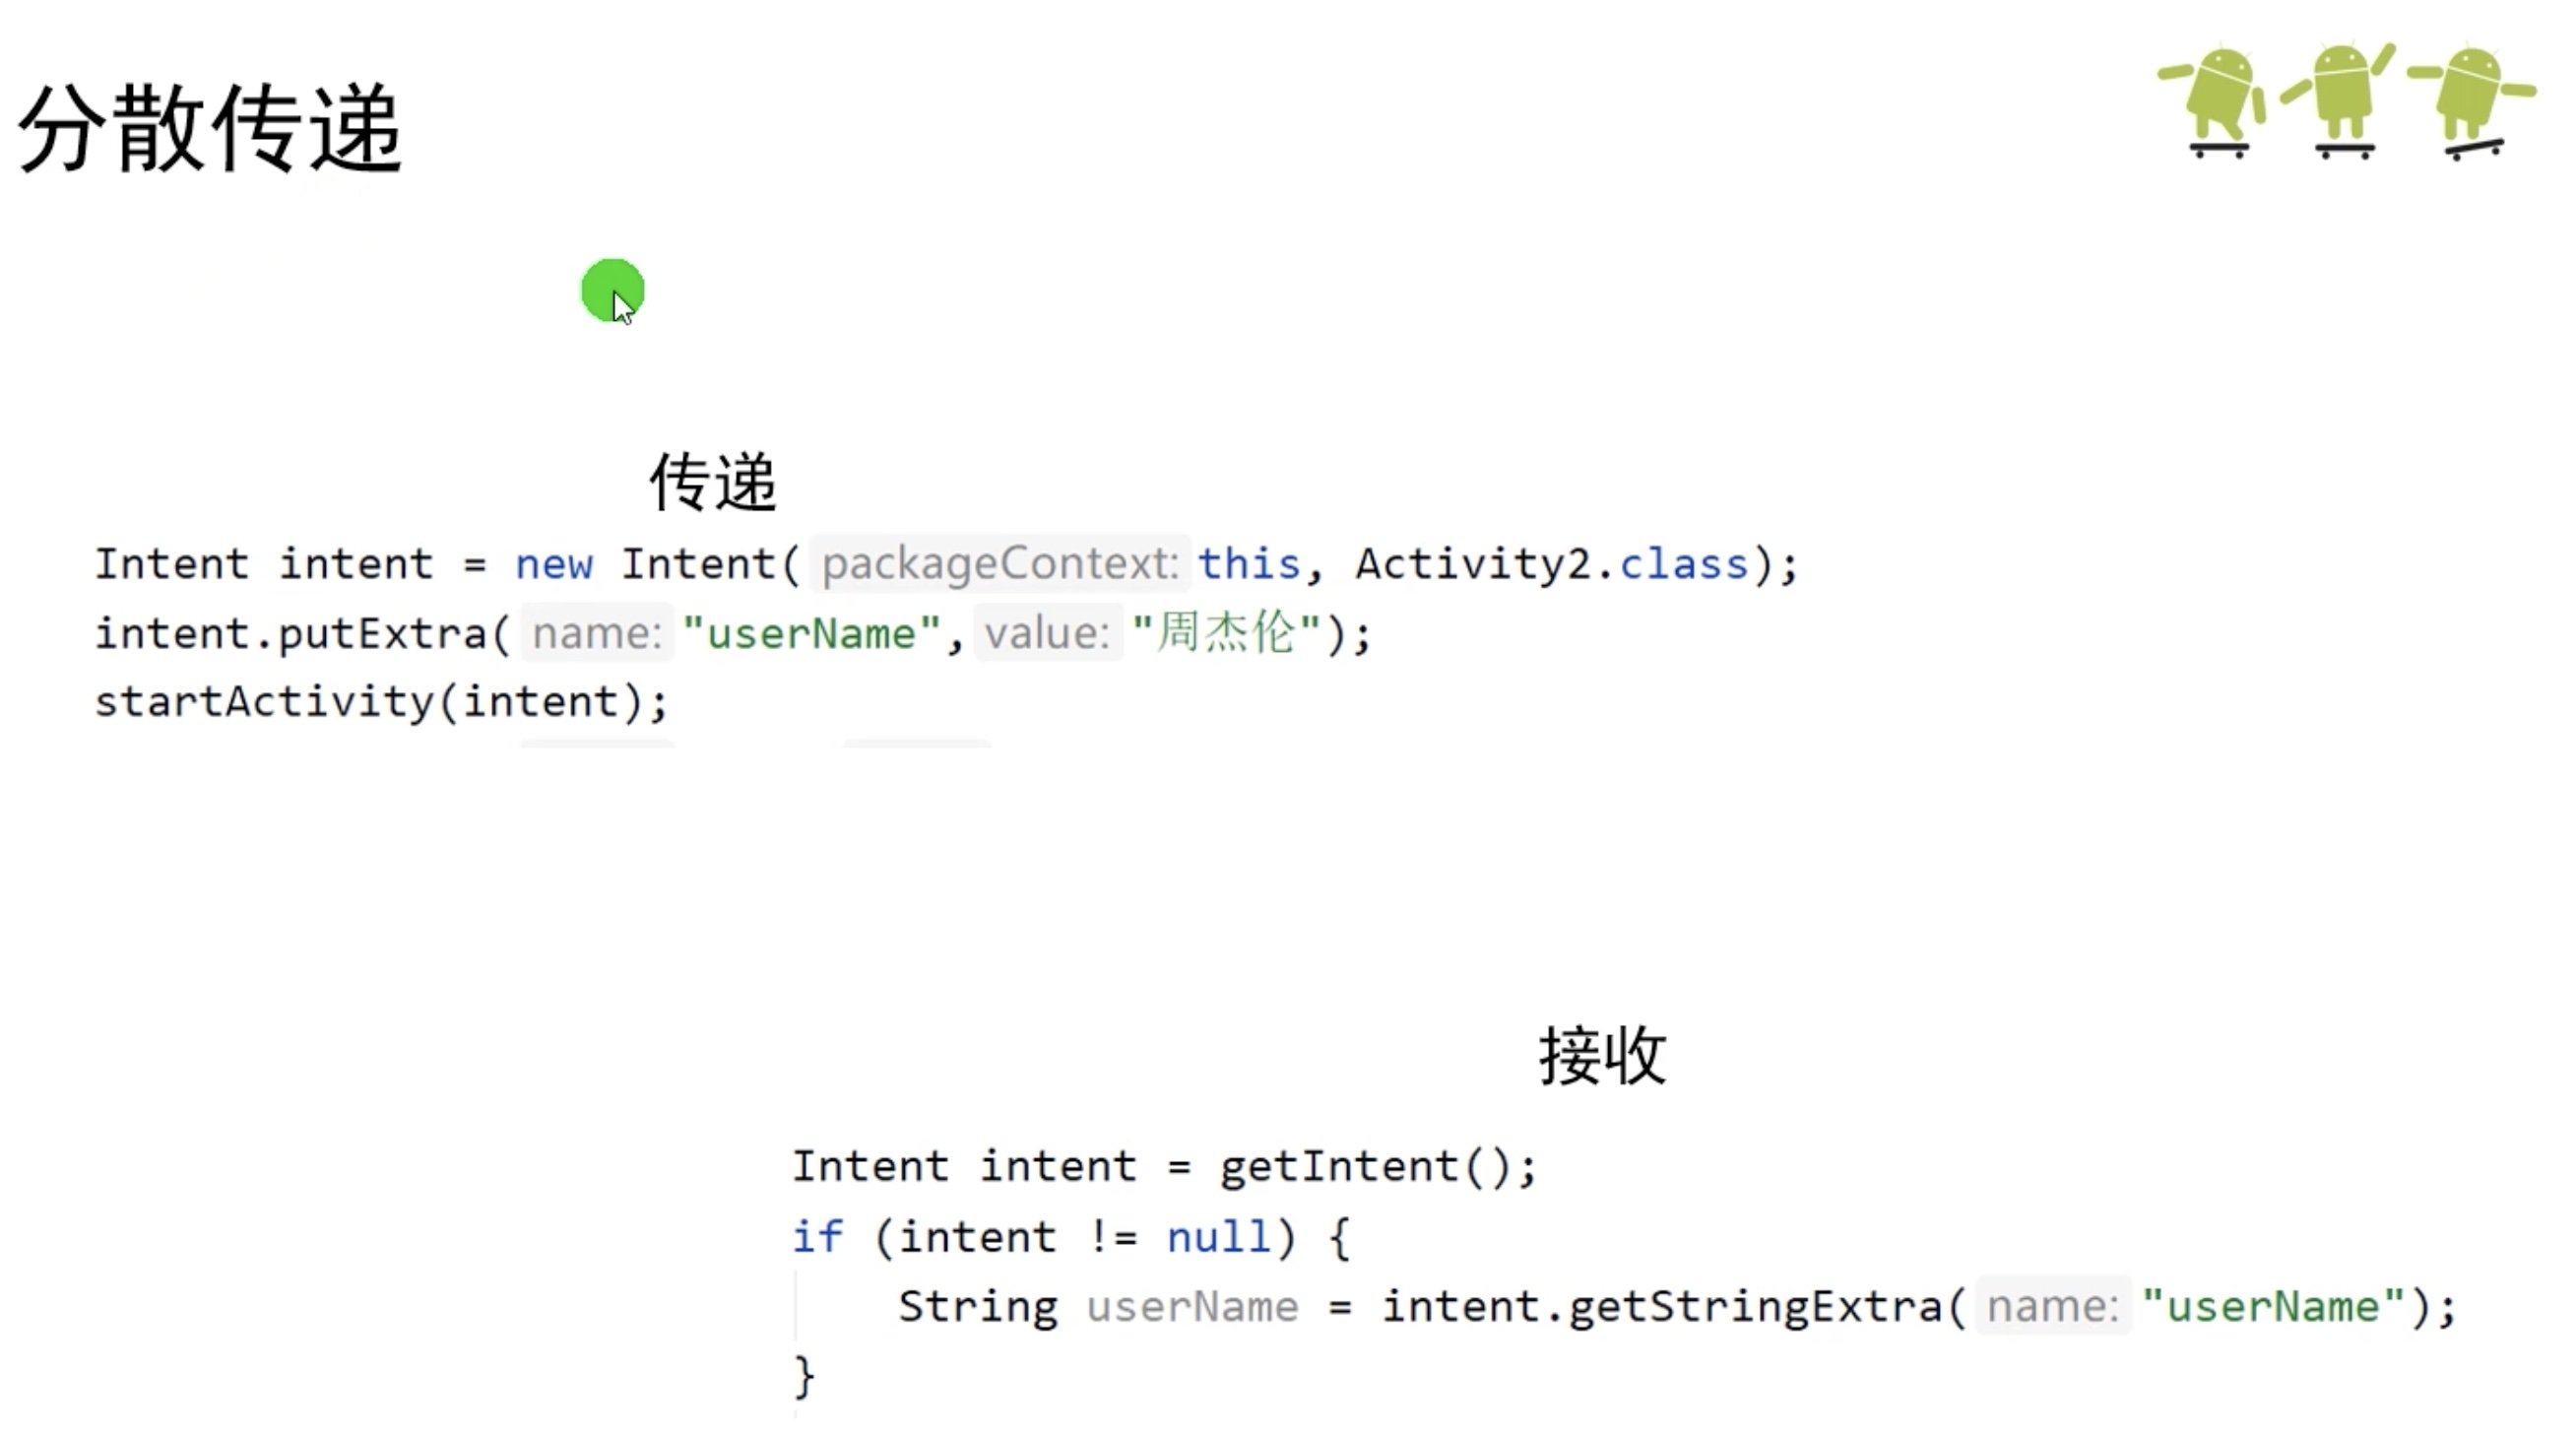 分散传递
传递
Intent intent = new Intent( packageContext: this, Activity2.class);
intent.putExtra( name: "userName", value: "周杰伦");
startActivity(intent);
接收
Intent intent = getIntent();
if (intent != null) {
    String userName = intent.getStringExtra( name: "userName");
}